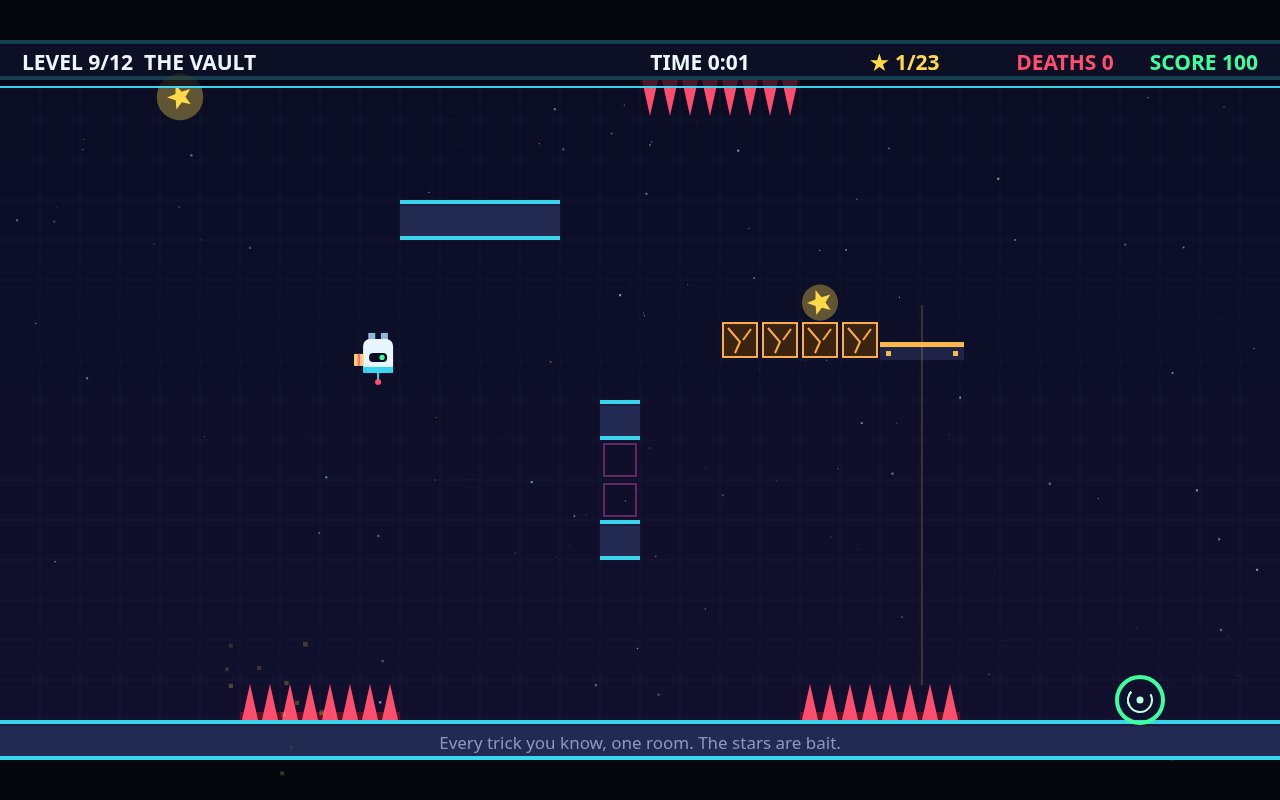 LEVEL 9/12 THE VAULT TIME 0:01 ★ 1/23 DEATHS 0 SCORE 100
Every trick you know, one room. The stars are bait.